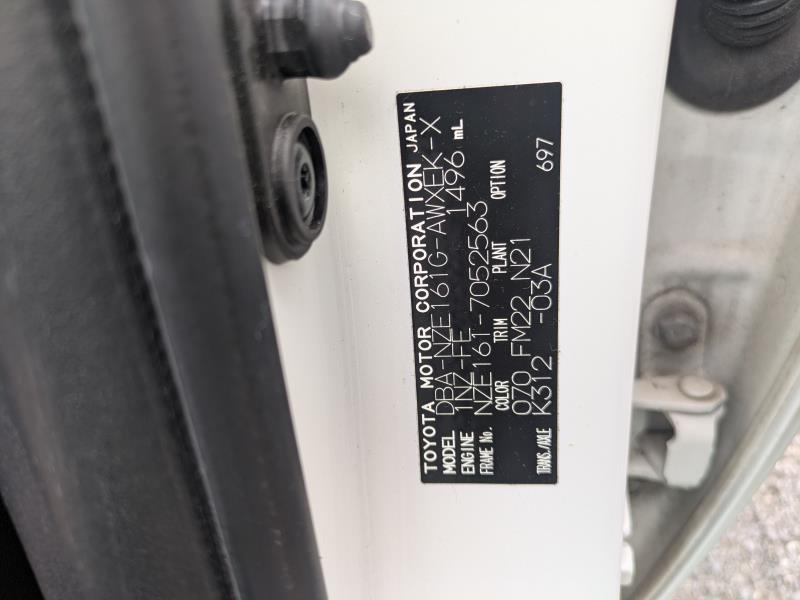 TOYOTA MOTOR CORPORATION JAPAN
MODEL DBA-NZE161G-AWXEK-X
ENGINE 1NZ-FE 1496 mL
FRAME No. NZE161-7052563
COLOR TRIM PLANT OPTION
070 FM22 N21
TRANS./AXLE K312 -03A 697